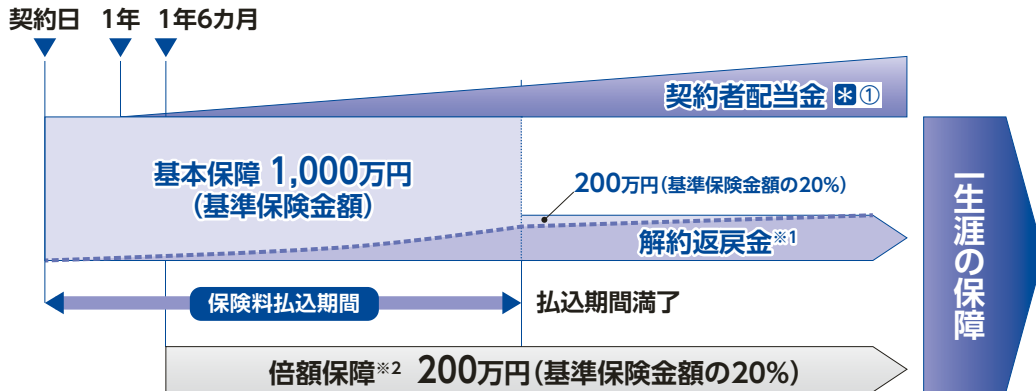 契約日 1年 1年6カ月
契約者配当金 *①
基本保障 1,000万円
(基準保険金額)
200万円(基準保険金額の20%)
解約返戻金※1
保険料払込期間
払込期間満了
倍額保障※2 200万円(基準保険金額の20%)
一生涯の保障